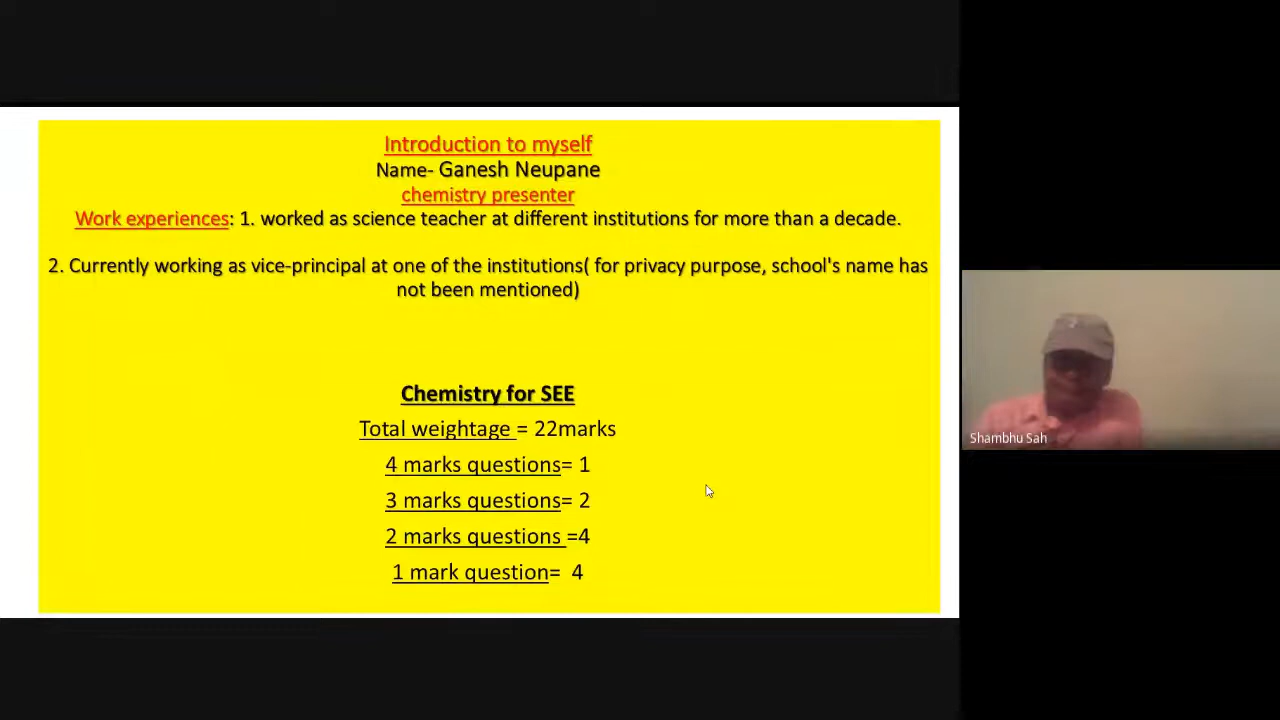 Introduction to myself
Name- Ganesh Neupane
chemistry presenter
Work experiences: 1. worked as science teacher at different institutions for more than a decade.
2. Currently working as vice-principal at one of the institutions( for privacy purpose, school's name has
not been mentioned)
Chemistry for SEE
Total weightage = 22marks
4 marks questions= 1
3 marks questions= 2
2 marks questions =4
1 mark question= 4
Shambhu Sah